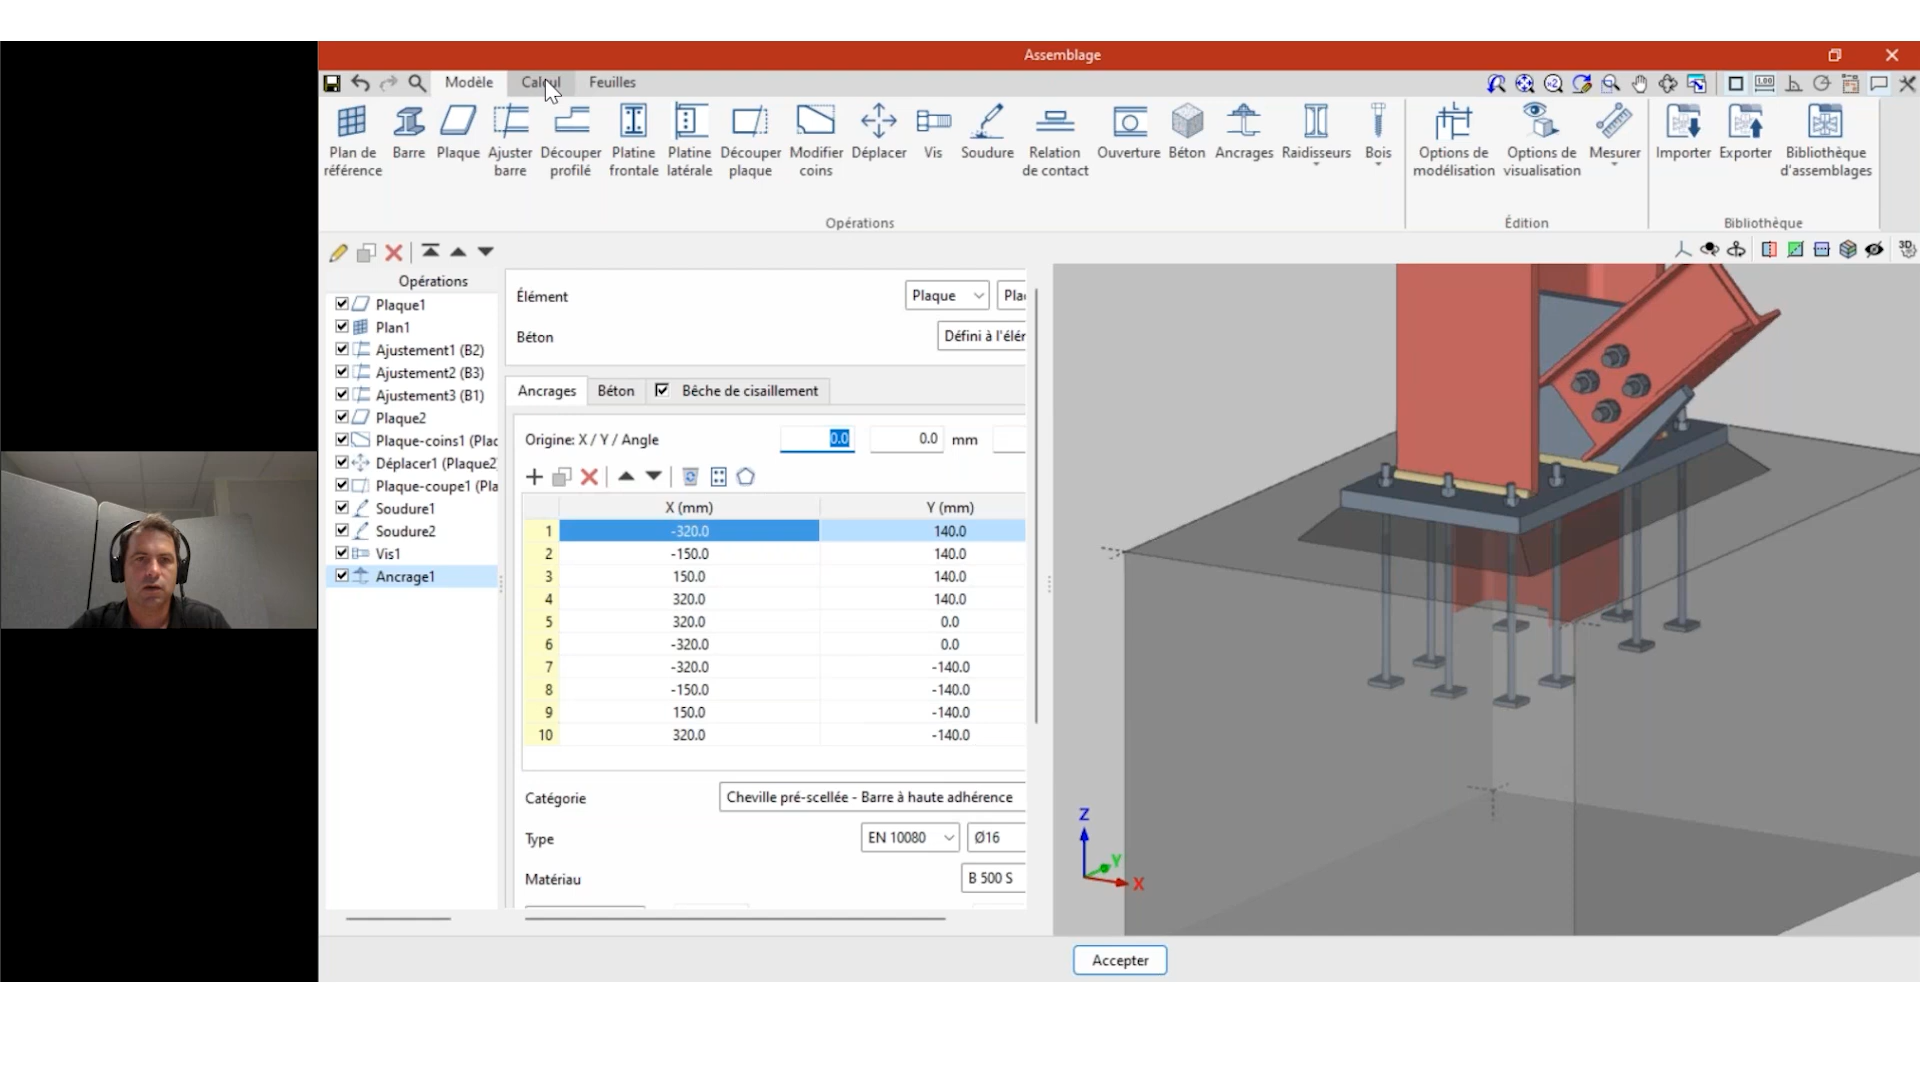 Assemblage
Modèle
Calcul
Feuilles
1.00
Plan de référence
Barre
Plaque
Ajuster barre
Découper profilé
Platine frontale
Platine latérale
Découper plaque
Modifier coins
Déplacer
Vis
Soudure
Relation de contact
Ouverture
Béton
Ancrages
Raidisseurs
Bois
Options de modélisation
Options de visualisation
Mesurer
Importer
Exporter
Bibliothèque d'assemblages
Opérations
Édition
Bibliothèque
3D
Opérations
Plaque1
Plan1
Ajustement1 (B2)
Ajustement2 (B3)
Ajustement3 (B1)
Plaque2
Plaque-coins1 (Plac
Déplacer1 (Plaque2
Plaque-coupe1 (Pla
Soudure1
Soudure2
Vis1
Ancrage1
Élément
Plaque
Plac
Béton
Défini à l'élér
Ancrages
Béton
Bêche de cisaillement
Origine: X / Y / Angle
0.0
0.0 mm
X (mm) Y (mm)
1 -320.0 140.0
2 -150.0 140.0
3 150.0 140.0
4 320.0 140.0
5 320.0 0.0
6 -320.0 0.0
7 -320.0 -140.0
8 -150.0 -140.0
9 150.0 -140.0
10 320.0 -140.0
Catégorie
Cheville pré-scellée - Barre à haute adhérence
Type
EN 10080
Ø16
Matériau
B 500 S
Z
Y
X
Accepter